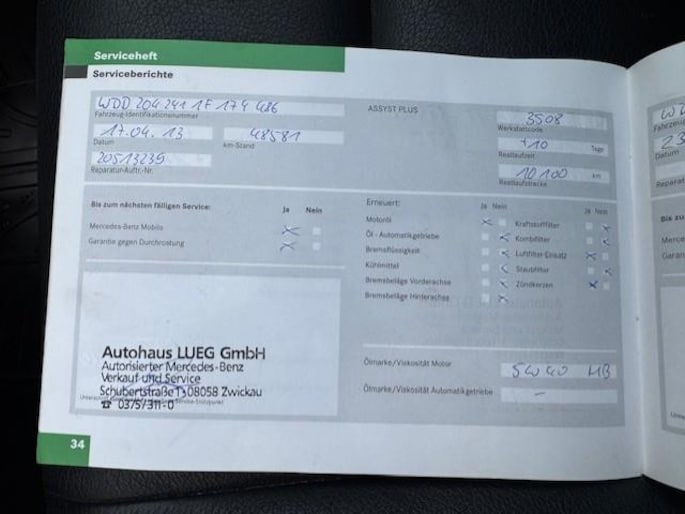 Serviceheft
Serviceberichte
WDD 204 241 1F 174 486
Fahrzeug-Identifikationsnummer
17.04.13 48581
Datum km-Stand
20513235
Reparatur-Auftr.-Nr.
ASSYST PLUS
3508
Werkstattcode
+10 Tage
Restlaufzeit
10 100 km
Restlaufstrecke
Bis zum nächsten fälligen Service: Ja Nein
Mercedes-Benz Mobilo
Garantie gegen Durchrostung
Erneuert: Ja Nein Ja Nein
Motoröl Kraftstofffilter
Öl - Automatikgetriebe Kombifilter
Bremsflüssigkeit Luftfilter-Einsatz
Kühlmittel Staubfilter
Bremsbeläge Vorderachse Zündkerzen
Bremsbeläge Hinterachse
Autohaus LUEG GmbH
Autorisierter Mercedes-Benz
Verkauf und Service
Schubertstraße 1 · 08058 Zwickau
☎ 0375/311-0
Ölmarke/Viskosität Motor 5W40 MB
Ölmarke/Viskosität Automatikgetriebe –
34